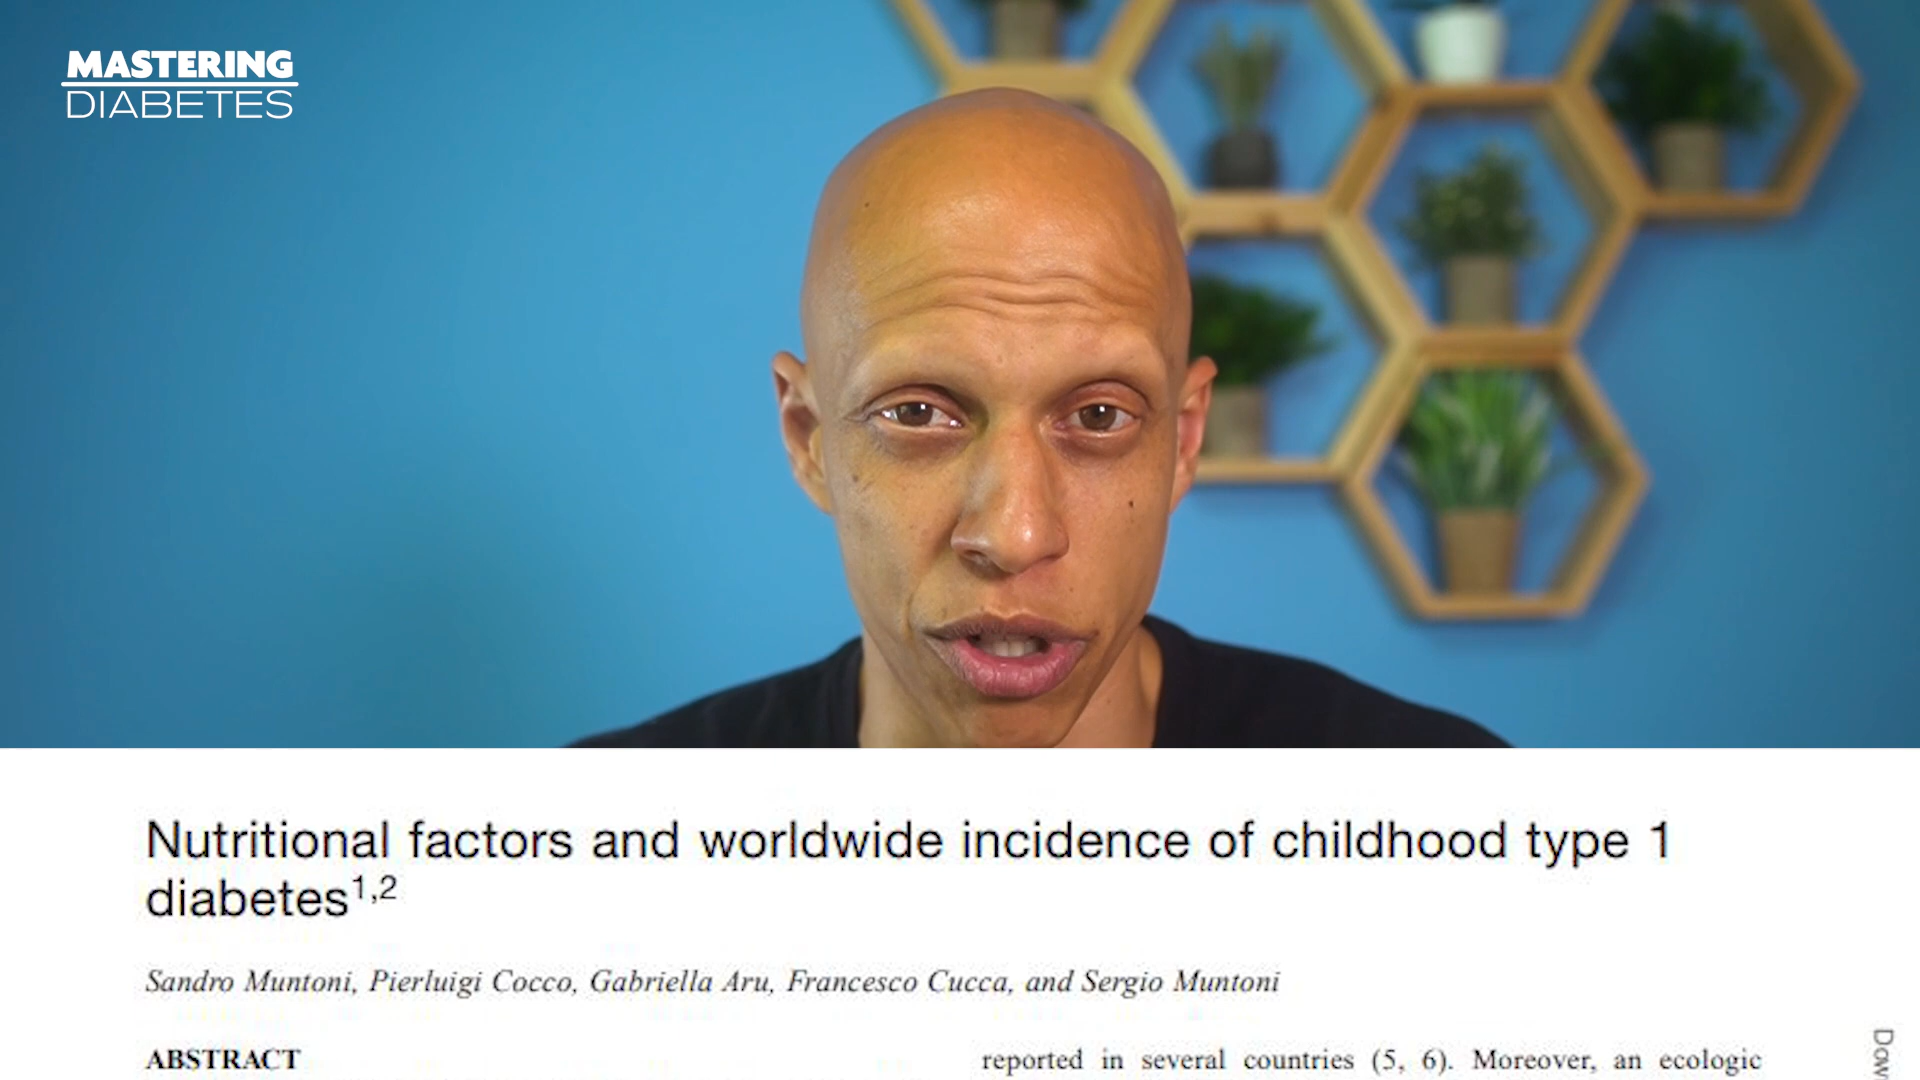 MASTERING
DIABETES
Nutritional factors and worldwide incidence of childhood type 1
diabetes1,2
Sandro Muntoni, Pierluigi Cocco, Gabriella Aru, Francesco Cucca, and Sergio Muntoni
ABSTRACT
reported in several countries (5, 6). Moreover, an ecologic